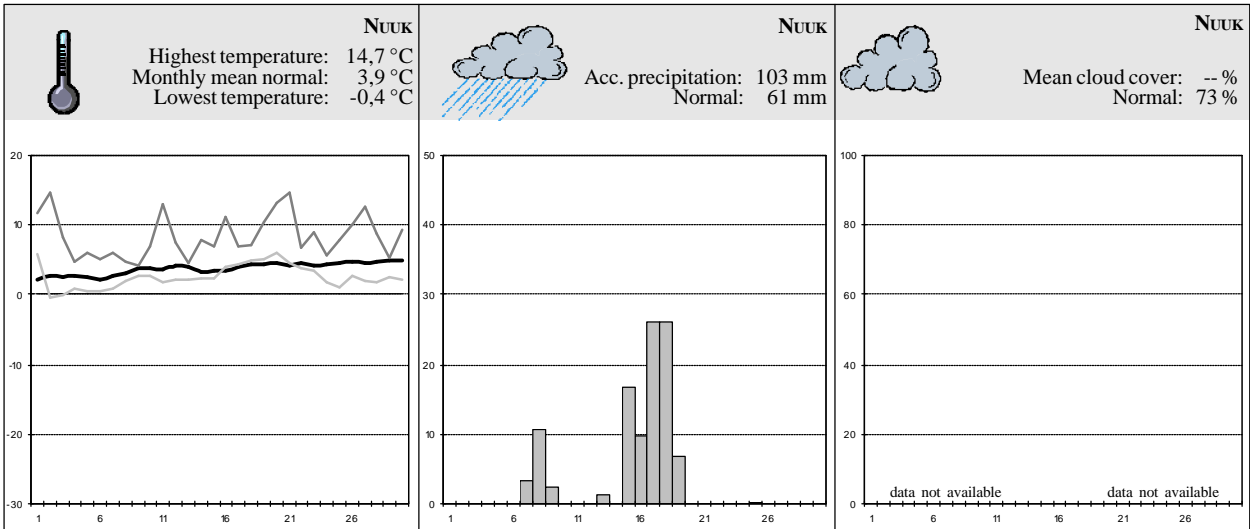 NUUK
Highest temperature: 14,7 °C
Monthly mean normal: 3,9 °C
Lowest temperature: -0,4 °C
20
10
0
-10
-20
-30
1 6 11 16 21 26
NUUK
Acc. precipitation: 103 mm
Normal: 61 mm
50
40
30
20
10
0
1 6 11 16 21 26
NUUK
Mean cloud cover: -- %
Normal: 73 %
100
80
60
40
20
0
data not available data not available
1 6 11 16 21 26